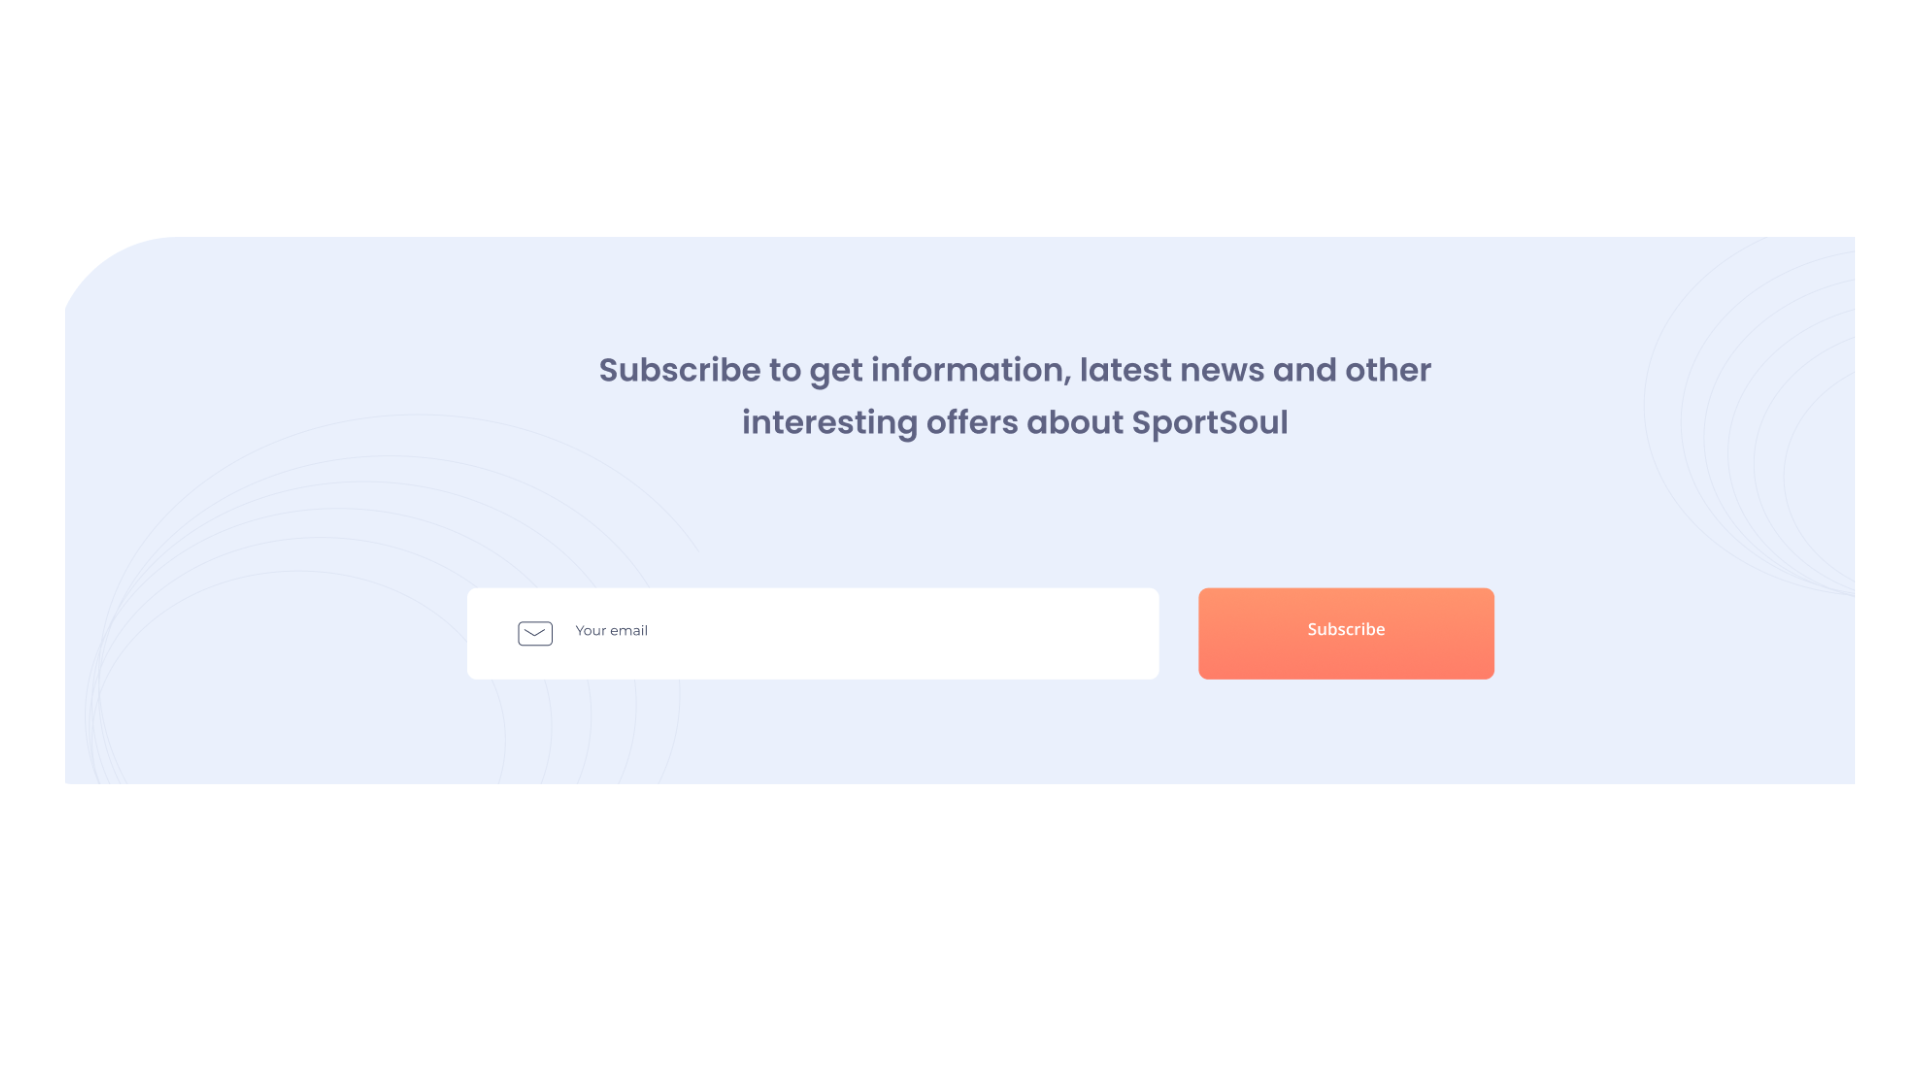 Subscribe to get information, latest news and other
interesting offers about SportSoul
Your email
Subscribe